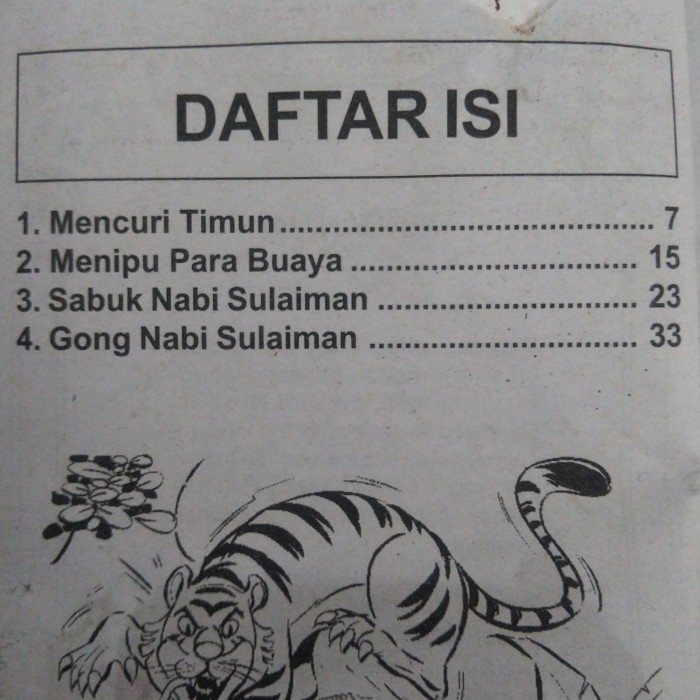 DAFTAR ISI
1. Mencuri Timun ........................................... 7
2. Menipu Para Buaya ................................. 15
3. Sabuk Nabi Sulaiman .............................. 23
4. Gong Nabi Sulaiman ............................... 33